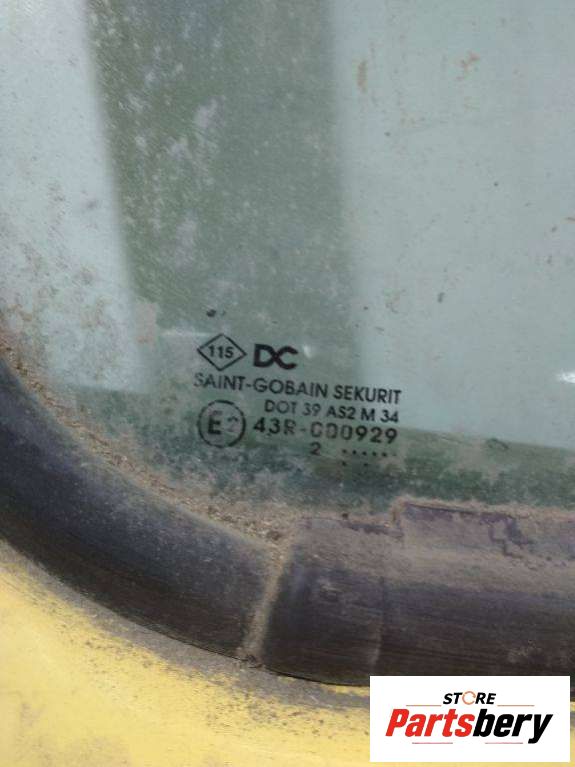 115 DC
SAINT-GOBAIN SEKURIT
DOT 39 AS2 M 34
E2 43R-000929
2 ......
STORE
Partsbery